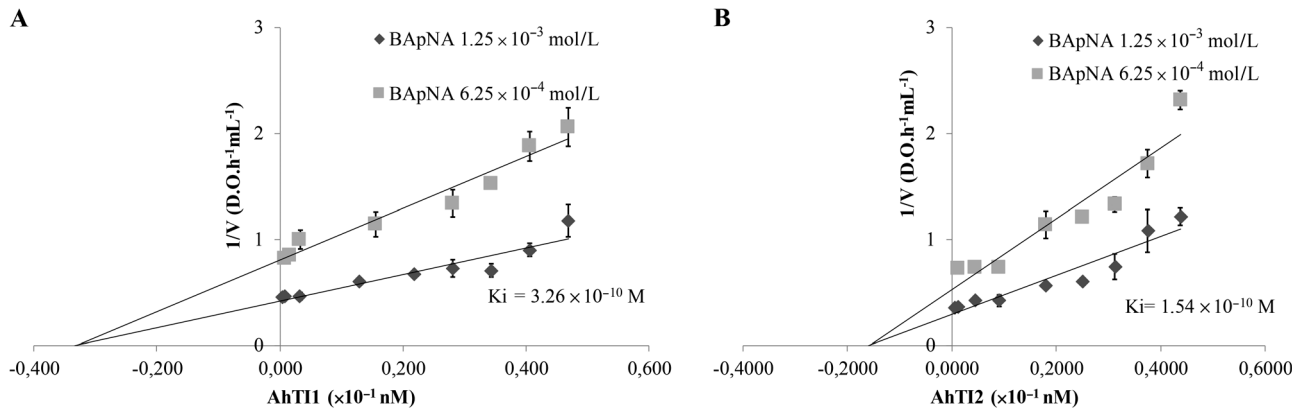 A
◆ BApNA 1.25 × 10⁻³ mol/L
■ BApNA 6.25 × 10⁻⁴ mol/L
1/V (D.O.h⁻¹mL⁻¹)
3
2
1
0
Ki = 3.26 × 10⁻¹⁰ M
-0,400 -0,200 0,000 0,200 0,400 0,600
AhTI1 (×10⁻¹ nM)
B
◆ BApNA 1.25 × 10⁻³ mol/L
■ BApNA 6.25 × 10⁻⁴ mol/L
1/V (D.O.h⁻¹mL⁻¹)
3
2
1
0
Ki= 1.54 × 10⁻¹⁰ M
-0,4000 -0,2000 0,0000 0,2000 0,4000 0,6000
AhTI2 (×10⁻¹ nM)